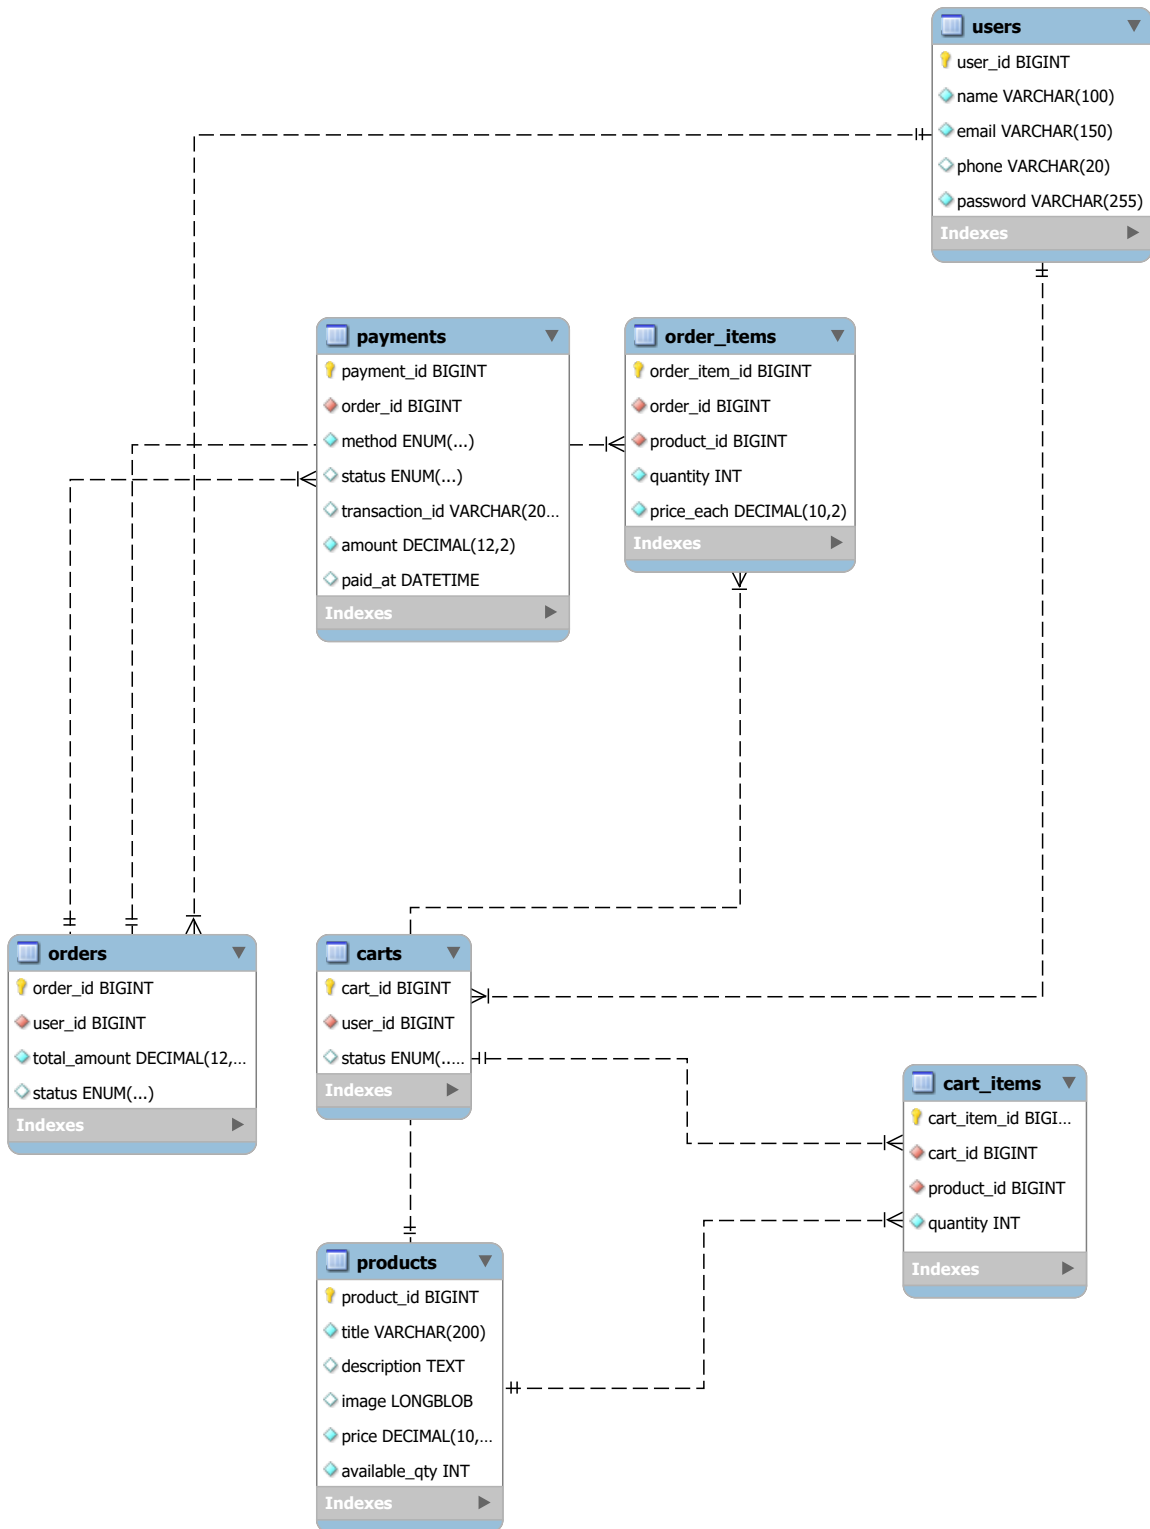 users
user_id BIGINT
name VARCHAR(100)
email VARCHAR(150)
phone VARCHAR(20)
password VARCHAR(255)
Indexes
payments
payment_id BIGINT
order_id BIGINT
method ENUM(...)
status ENUM(...)
transaction_id VARCHAR(20...
amount DECIMAL(12,2)
paid_at DATETIME
Indexes
order_items
order_item_id BIGINT
order_id BIGINT
product_id BIGINT
quantity INT
price_each DECIMAL(10,2)
Indexes
orders
order_id BIGINT
user_id BIGINT
total_amount DECIMAL(12,...
status ENUM(...)
Indexes
carts
cart_id BIGINT
user_id BIGINT
status ENUM(.....
Indexes
cart_items
cart_item_id BIGI...
cart_id BIGINT
product_id BIGINT
quantity INT
Indexes
products
product_id BIGINT
title VARCHAR(200)
description TEXT
image LONGBLOB
price DECIMAL(10,...
available_qty INT
Indexes